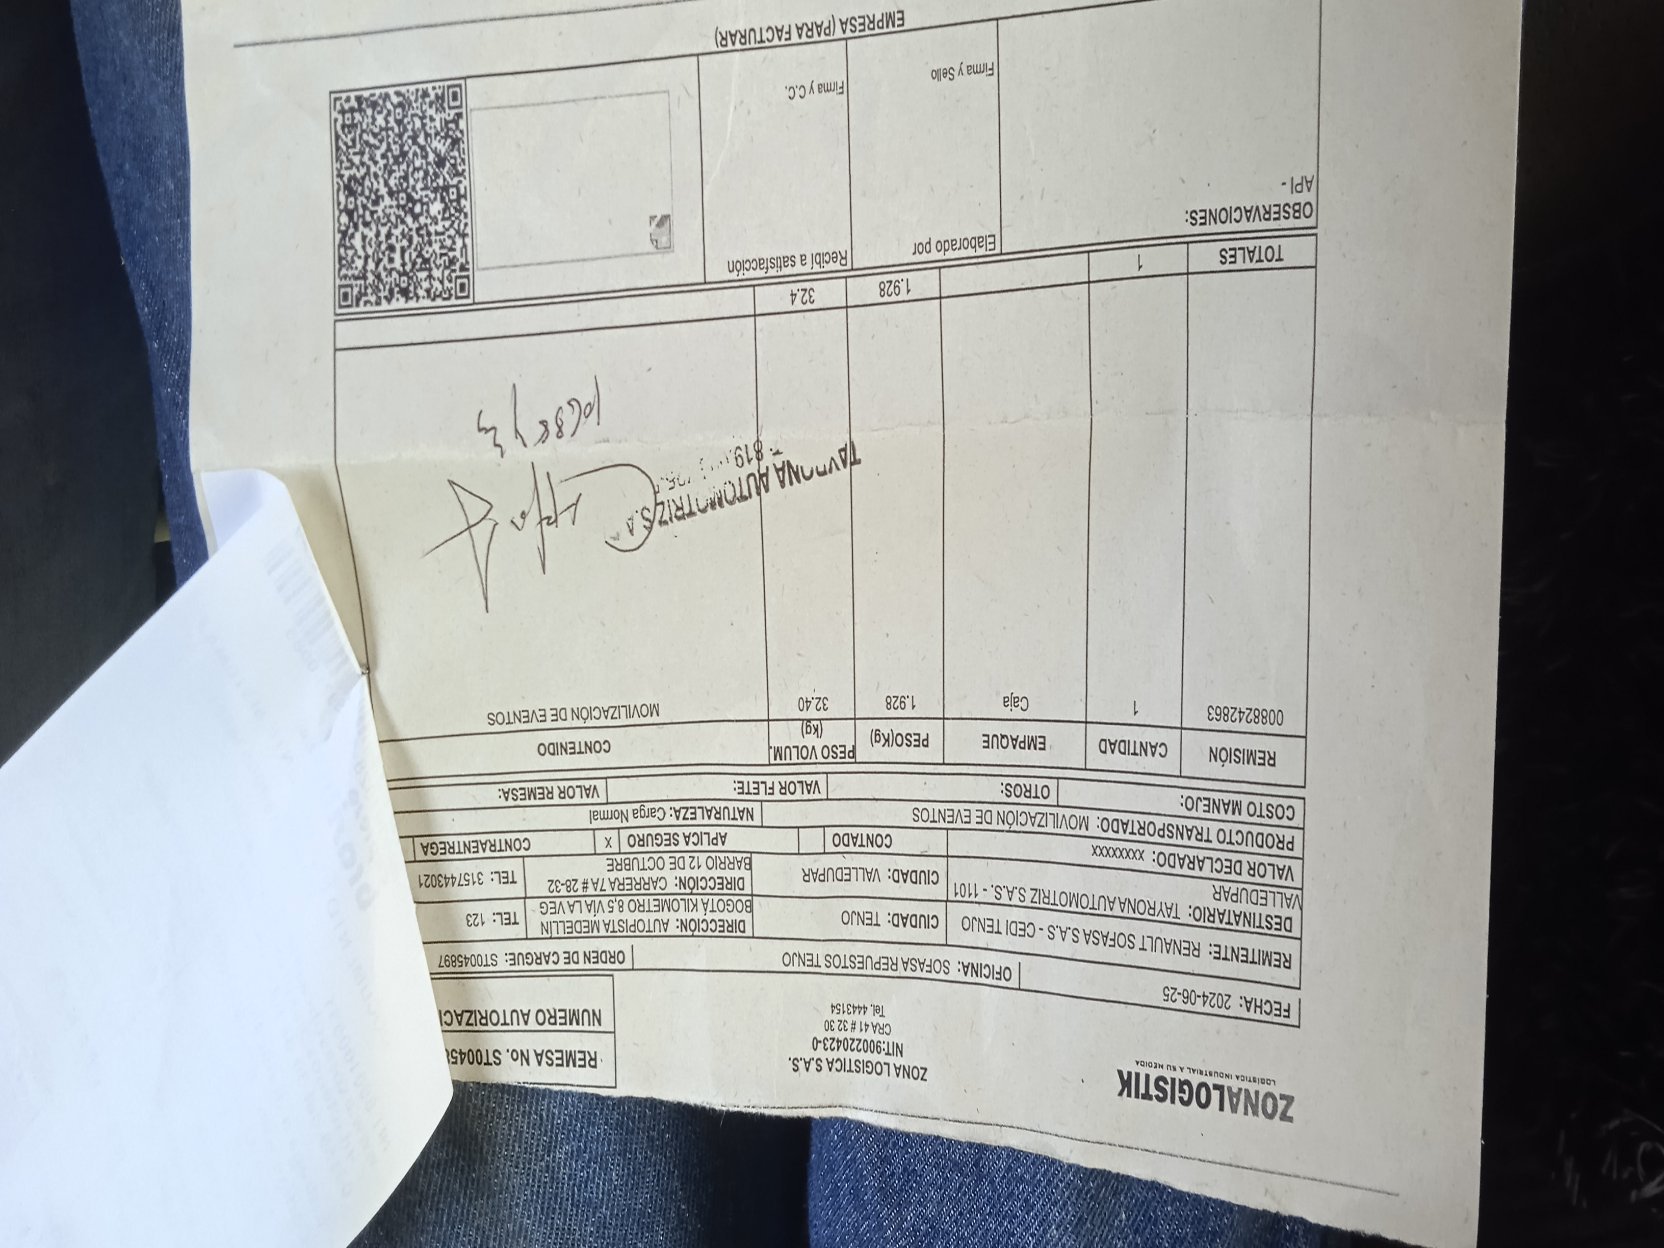 ZONALOGISTIK
LOGÍSTICA INDUSTRIAL A SU MEDIDA
ZONA LOGISTICA S.A.S.
NIT:900220423-0
CRA 41 # 32 30
Tel. 4443154
REMESA No. ST0045
NUMERO AUTORIZACI
FECHA: 2024-06-25 OFICINA: SOFASA REPUESTOS TENJO ORDEN DE CARGUE: ST0045897
REMITENTE: RENAULT SOFASA S.A.S - CEDI TENJO CIUDAD: TENJO DIRECCIÓN: AUTOPISTA MEDELLIN BOGOTÁ KILOMETRO 8.5 VÍA LA VEG TEL: 123
DESTINATARIO: TAYRONA AUTOMOTRIZ S.A.S. - 1101 VALLEDUPAR CIUDAD: VALLEDUPAR DIRECCIÓN: CARRERA 7A # 28-32 BARRIO 12 DE OCTUBRE TEL: 3157443021
VALOR DECLARADO: xxxxxxxx CONTADO APLICA SEGURO X CONTRAENTREGA
PRODUCTO TRANSPORTADO: MOVILIZACIÓN DE EVENTOS NATURALEZA: Carga Normal
COSTO MANEJO: OTROS: VALOR FLETE: VALOR REMESA:
REMISIÓN CANTIDAD EMPAQUE PESO(Kg) PESO VOLUM. (kg) CONTENIDO
0088242863 1 Caja 1.928 32.40 MOVILIZACIÓN DE EVENTOS
TAYRONA AUTOMOTRIZ S.A.
819
TOTALES 1 1.928 32.4
OBSERVACIONES:
API -
Elaborado por
Firma y Sello
Recibí a satisfacción
Firma y C.C.
EMPRESA (PARA FACTURAR)